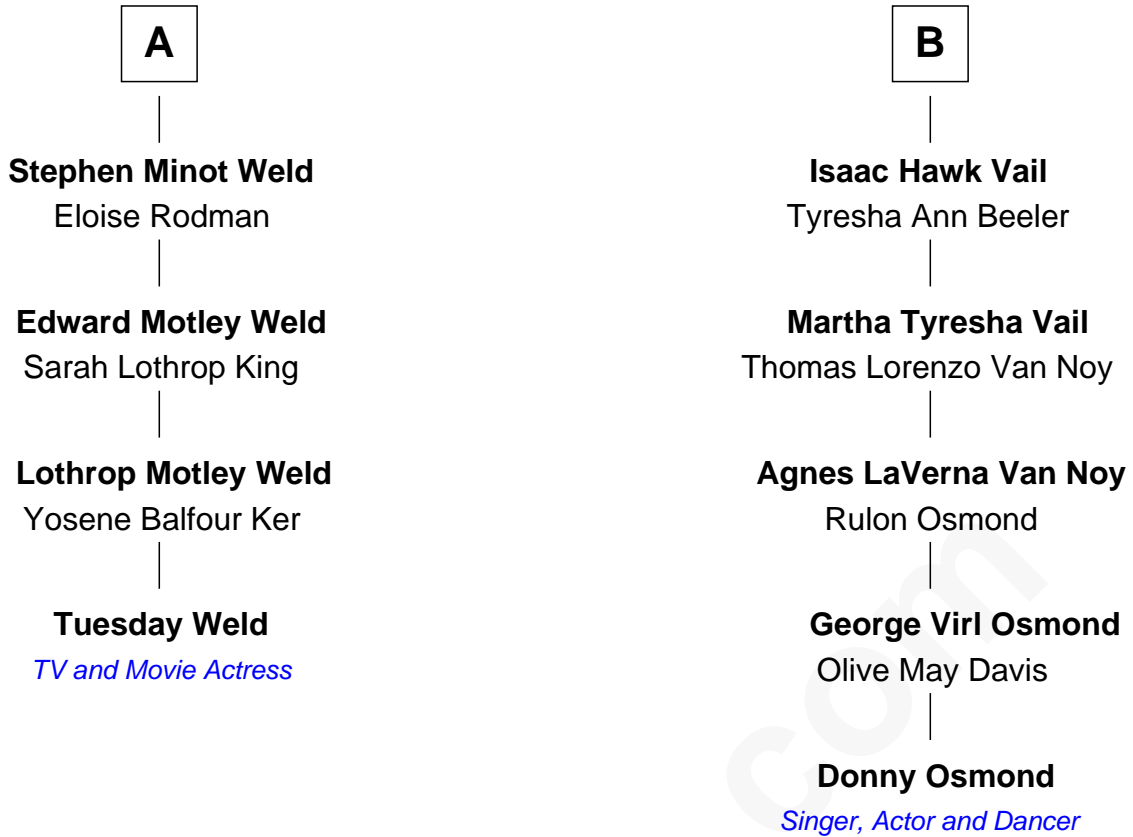 A
Stephen Minot Weld
Eloise Rodman
Edward Motley Weld
Sarah Lothrop King
Lothrop Motley Weld
Yosene Balfour Ker
Tuesday Weld
TV and Movie Actress
B
Isaac Hawk Vail
Tyresha Ann Beeler
Martha Tyresha Vail
Thomas Lorenzo Van Noy
Agnes LaVerna Van Noy
Rulon Osmond
George Virl Osmond
Olive May Davis
Donny Osmond
Singer, Actor and Dancer
com